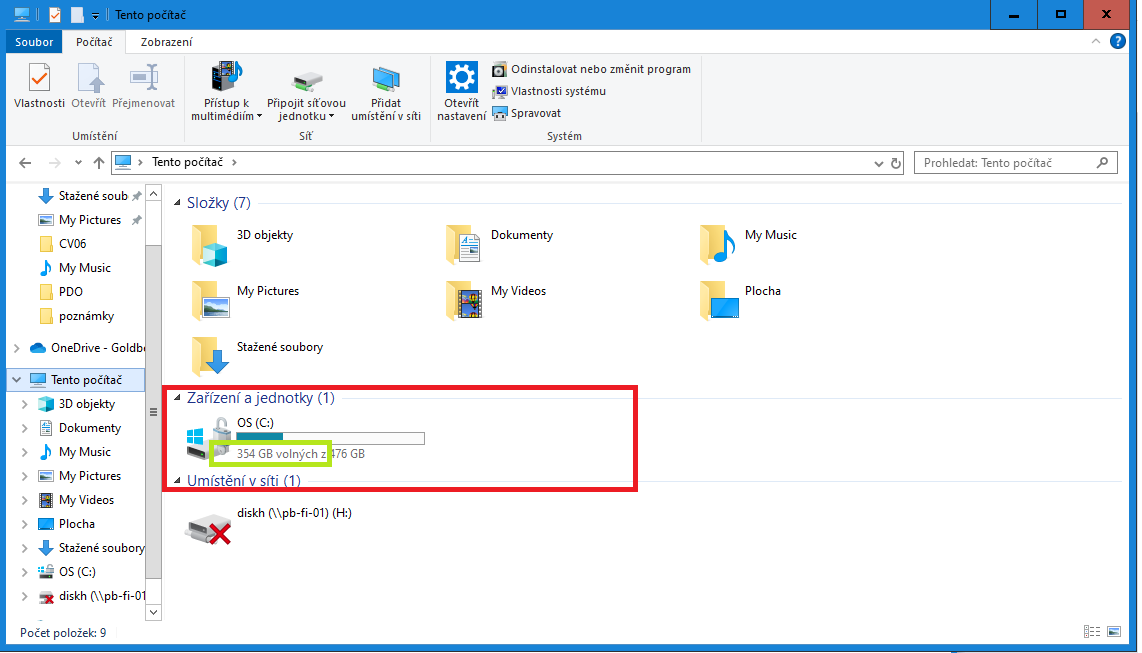 Tento počítač
Soubor
Počítač
Zobrazení
?
Vlastnosti
Otevřít
Přejmenovat
Umístění
Přístup k
multimédiím
Připojit síťovou
jednotku
Přidat
umístění v síti
Síť
Otevřít
nastavení
Odinstalovat nebo změnit program
Vlastnosti systému
Spravovat
Systém
Tento počítač
Prohledat: Tento počítač
Stažené soub
My Pictures
CV06
My Music
PDO
poznámky
OneDrive - Goldb
Tento počítač
3D objekty
Dokumenty
My Music
My Pictures
My Videos
Plocha
Stažené soubory
OS (C:)
diskh (\\pb-fi-01
Složky (7)
3D objekty
Dokumenty
My Music
My Pictures
My Videos
Plocha
Stažené soubory
Zařízení a jednotky (1)
OS (C:)
354 GB volných z 476 GB
Umístění v síti (1)
diskh (\\pb-fi-01) (H:)
Počet položek: 9